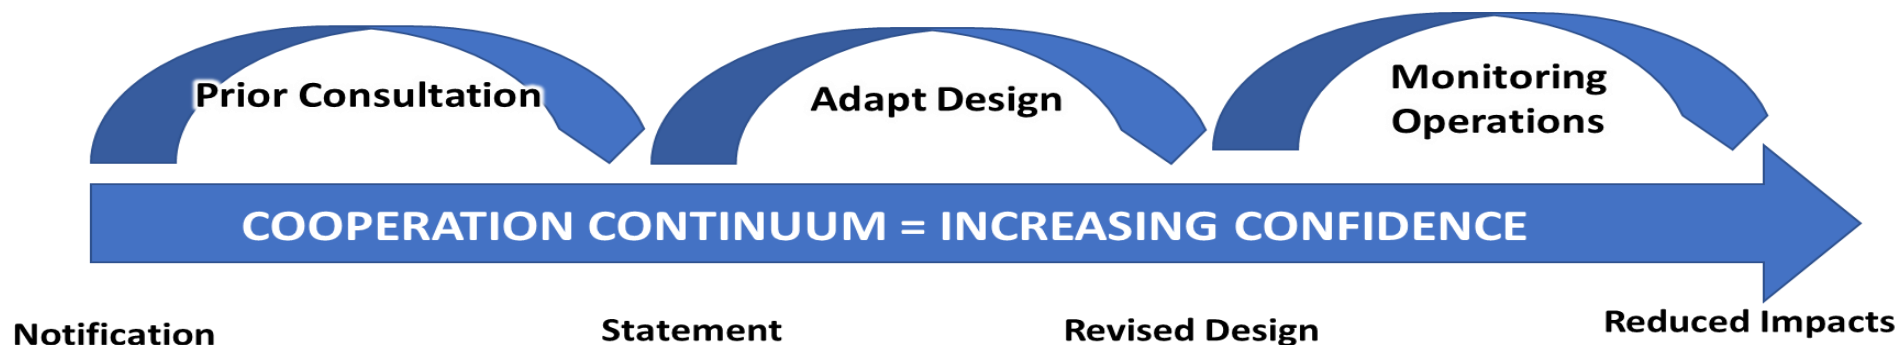 Prior Consultation
Adapt Design
Monitoring
Operations
COOPERATION CONTINUUM = INCREASING CONFIDENCE
Notification
Statement
Revised Design
Reduced Impacts